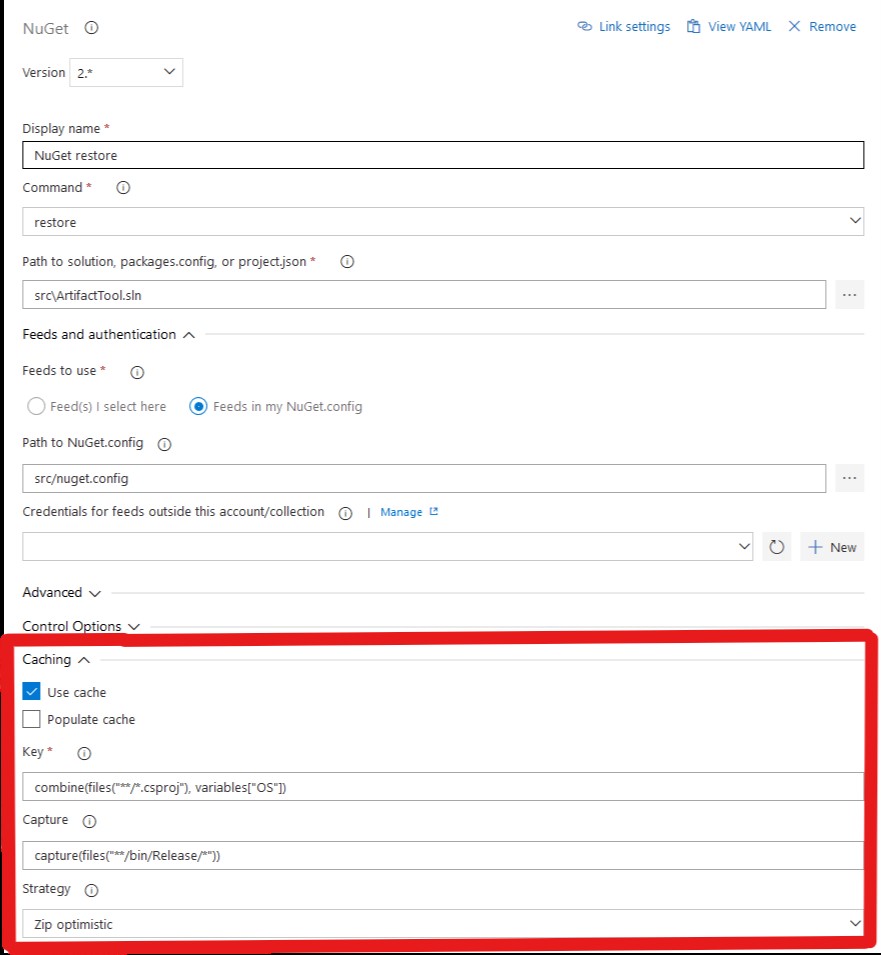 NuGet
Link settings View YAML Remove
Version 2.*
Display name *
NuGet restore
Command *
restore
Path to solution, packages.config, or project.json *
src\ArtifactTool.sln
...
Feeds and authentication
Feeds to use *
Feed(s) I select here Feeds in my NuGet.config
Path to NuGet.config
src/nuget.config
...
Credentials for feeds outside this account/collection | Manage
New
Advanced
Control Options
Caching
Use cache
Populate cache
Key *
combine(files("**/*.csproj"), variables["OS"])
Capture
capture(files("**/bin/Release/*"))
Strategy
Zip optimistic